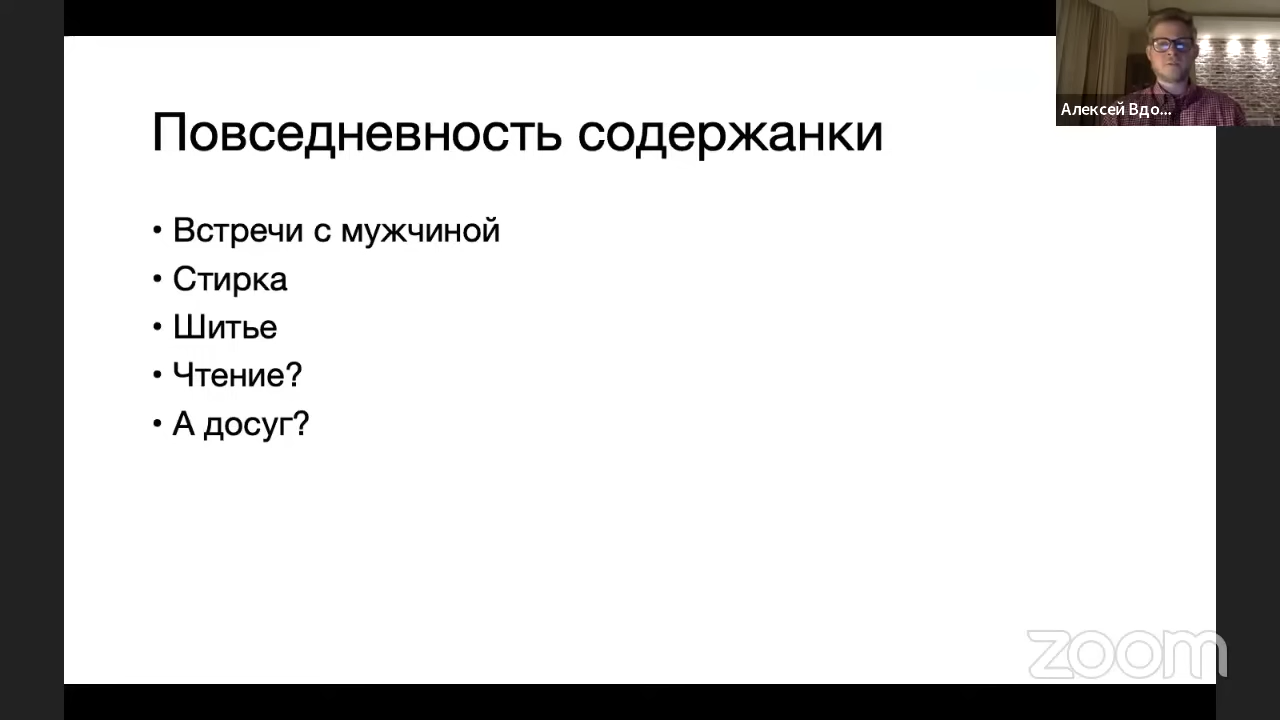 Повседневность содержанки
• Встречи с мужчиной
• Стирка
• Шитье
• Чтение?
• А досуг?
Алексей Вдо...
zoom